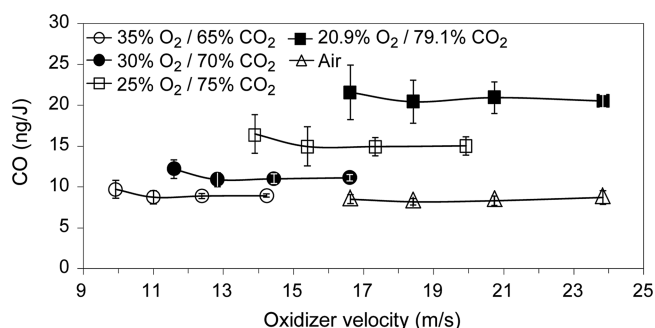 35% O₂ / 65% CO₂
20.9% O₂ / 79.1% CO₂
30% O₂ / 70% CO₂
Air
25% O₂ / 75% CO₂
CO (ng/J)
30
25
20
15
10
5
0
9 11 13 15 17 19 21 23 25
Oxidizer velocity (m/s)